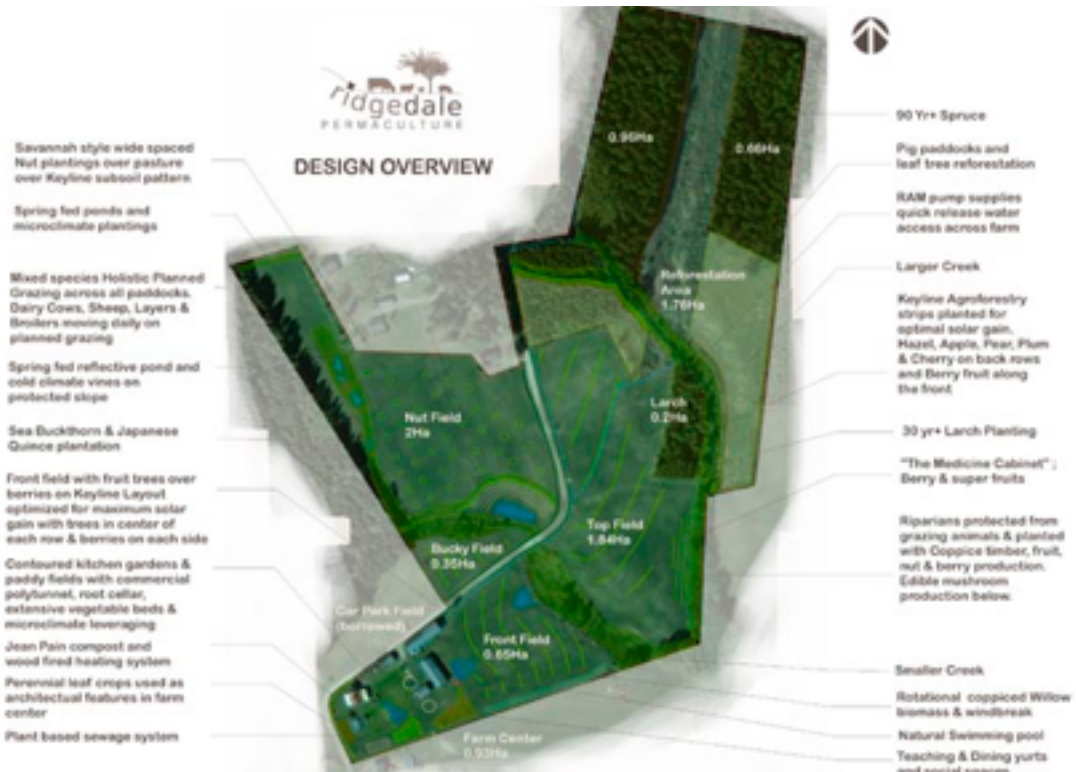 ridgedale
PERMACULTURE
DESIGN OVERVIEW
Savannah style wide spaced
Nut plantings over pasture
over Keyline subsoil pattern
Spring fed ponds and
microclimate plantings
Mixed species Holistic Planned
Grazing across all paddocks.
Dairy Cows, Sheep, Layers &
Broilers moving daily on
planned grazing
Spring fed reflective pond and
cold climate vines on
protected slope
Sea Buckthorn & Japanese
Quince plantation
Front field with fruit trees over
berries on Keyline Layout
optimized for maximum solar
gain with trees in center of
each row & berries on each side
Contoured kitchen gardens &
paddy fields with commercial
polytunnel, root cellar,
extensive vegetable beds &
microclimate leveraging
Jean Pain compost and
wood fired heating system
Perennial leaf crops used as
architectual features in farm
center
Plant based sewage system
0.96Ha
0.66Ha
Reforestation
Area
1.76Ha
Larch
0.2Ha
Nut Field
2Ha
Top Field
1.84Ha
Bucky Field
0.35Ha
Car Park Field
(borrowed)
Front Field
0.65Ha
Farm Center
0.93Ha
90 Yr+ Spruce
Pig paddocks and
leaf tree reforestation
RAM pump supplies
quick release water
access across farm
Larger Creek
Keyline Agroforestry
strips planted for
optimal solar gain.
Hazel, Apple, Pear, Plum
& Cherry on back rows
and Berry fruit along
the front
30 yr+ Larch Planting
"The Medicine Cabinet" ;
Berry & super fruits
Riparians protected from
grazing animals & planted
with Coppice timber, fruit,
nut & berry production.
Edible mushroom
production below.
Smaller Creek
Rotational coppiced Willow
biomass & windbreak
Natural Swimming pool
Teaching & Dining yurts
and social spaces